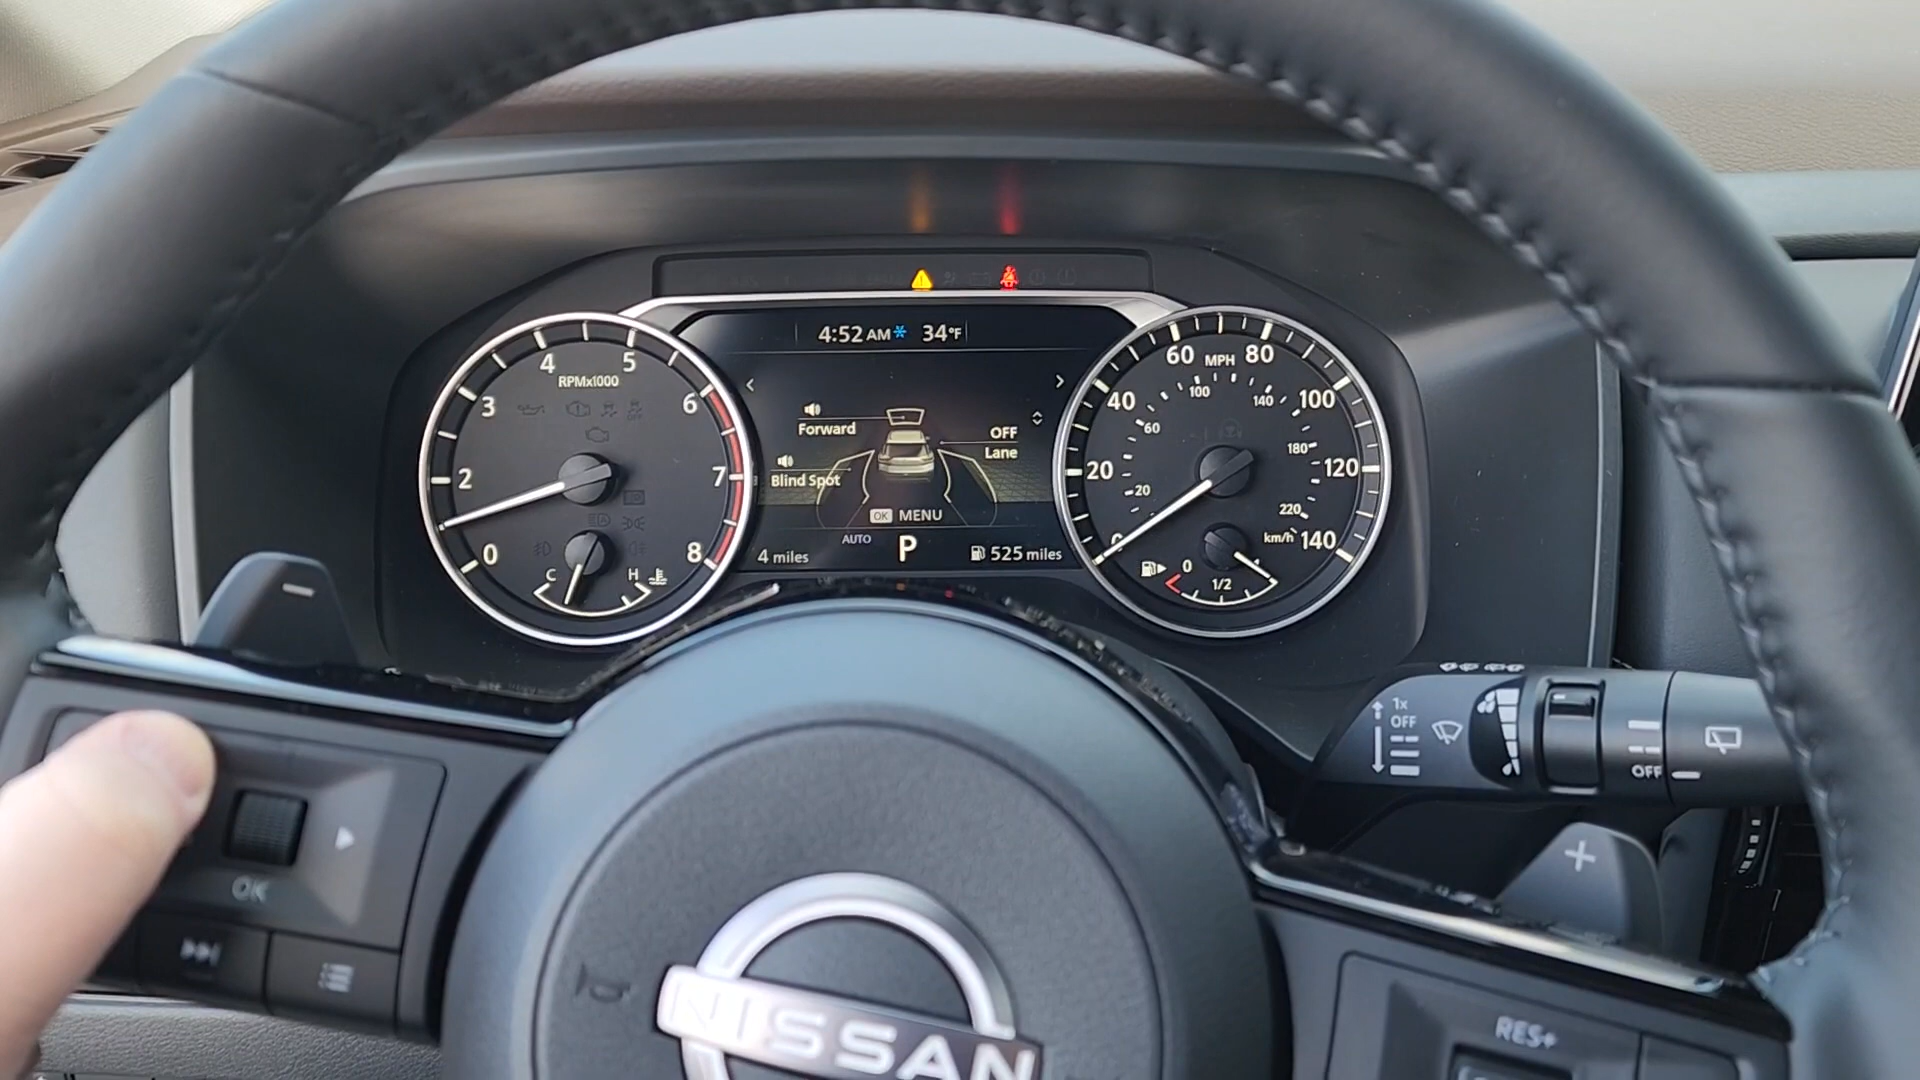 4:52 AM 34°F
4 5
RPMx1000
3 6
2 7
0 8
C H
Forward
OFF
Lane
Blind Spot
OK MENU
AUTO
P
4 miles
525 miles
60 MPH 80
40 100
20 120
0 140
100 140
60 180
20 220
km/h
0
1/2
1x
OFF
OFF
OK
RES+
NISSAN